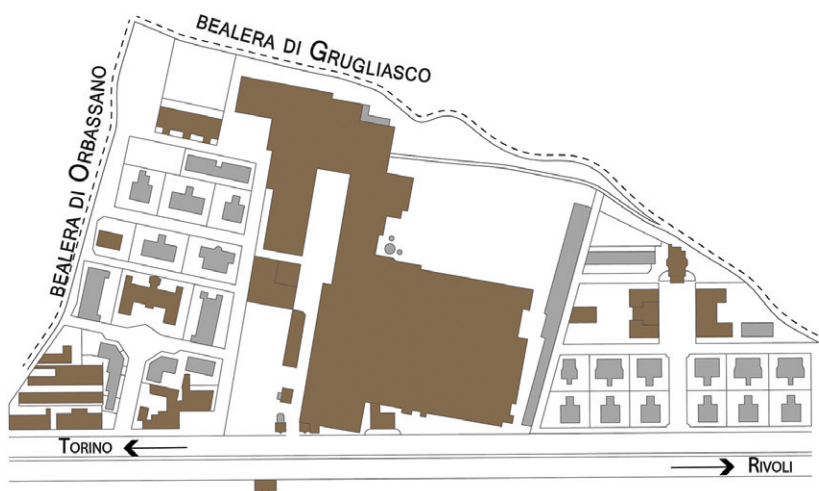 BEALERA DI GRUGLIASCO
BEALERA DI ORBASSANO
TORINO
RIVOLI